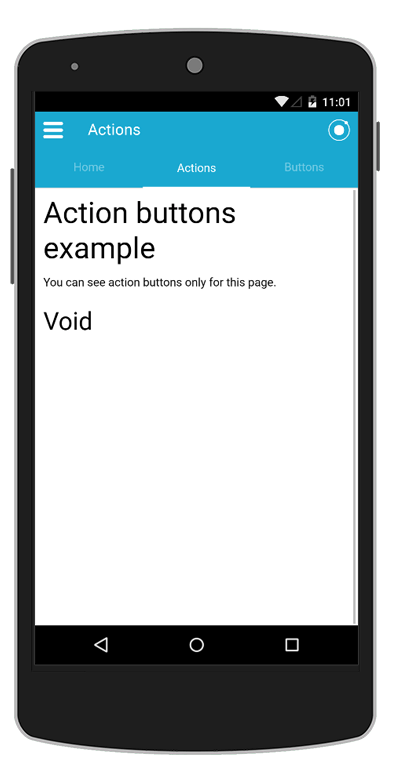 11:01
Actions
Home
Actions
Buttons
Action buttons
example
You can see action buttons only for this page.
Void